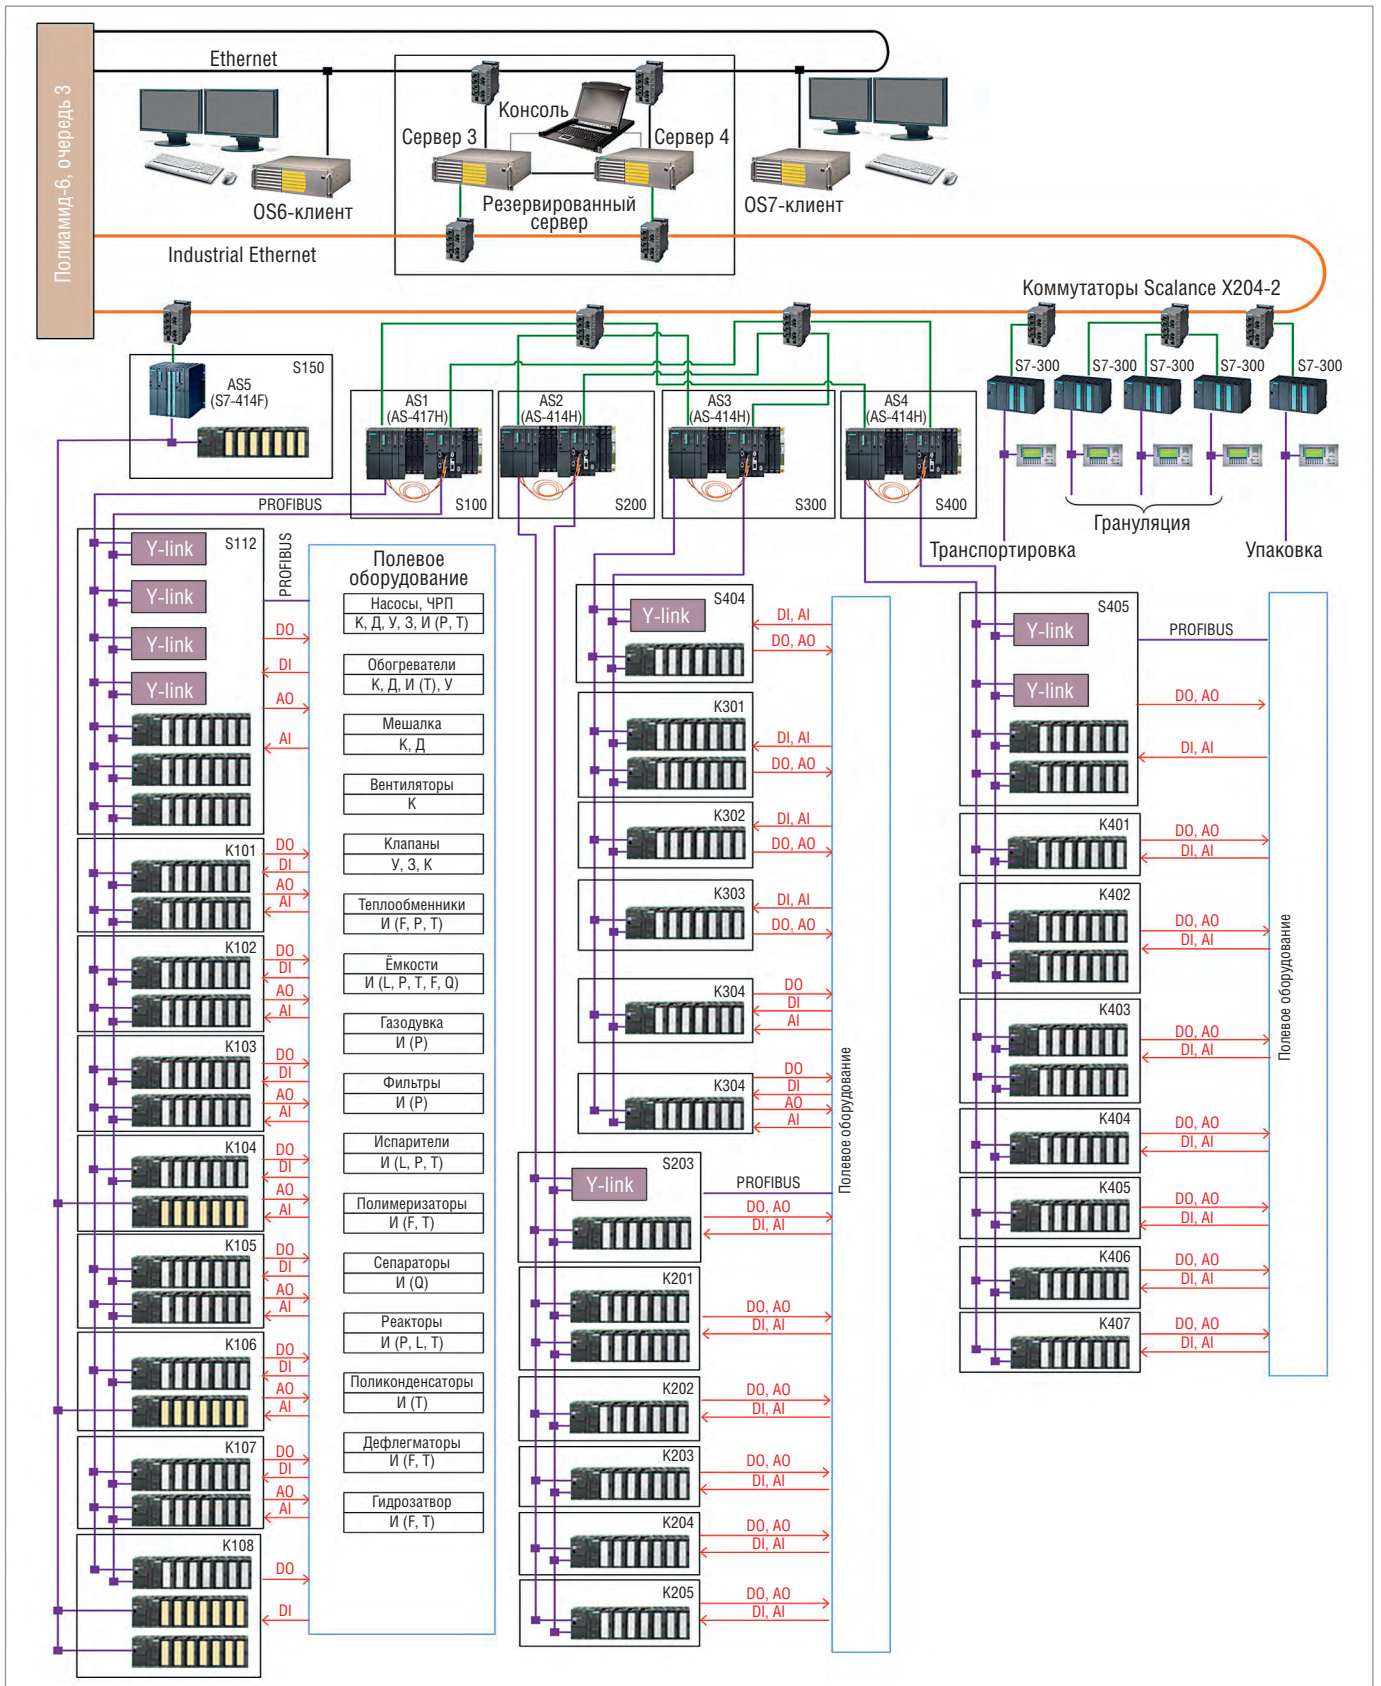 Полиамид-6, очередь 3
Ethernet
Консоль
Сервер 3
Сервер 4
OS6-клиент
Резервированный
сервер
OS7-клиент
Industrial Ethernet
Коммутаторы Scalance X204-2
S150
AS5
(S7-414F)
AS1
(AS-417H)
S100
AS2
(AS-414H)
S200
AS3
(AS-414H)
S300
AS4
(AS-414H)
S400
S7-300
S7-300
S7-300
S7-300
S7-300
Транспортировка
Грануляция
Упаковка
PROFIBUS
S112
Y-link
Y-link
Y-link
Y-link
PROFIBUS
DO
DI
AO
AI
K101
DO
DI
AO
AI
K102
DO
DI
AO
AI
K103
DO
DI
AO
AI
K104
DO
DI
AO
AI
K105
DO
DI
AO
AI
K106
DO
DI
AO
AI
K107
DO
DI
AO
AI
K108
DO
DI
Полевое
оборудование
Насосы, ЧРП
К, Д, У, З, И (Р, Т)
Обогреватели
К, Д, И (Т), У
Мешалка
К, Д
Вентиляторы
К
Клапаны
У, З, К
Теплообменники
И (F, P, T)
Ёмкости
И (L, P, T, F, Q)
Газодувка
И (P)
Фильтры
И (P)
Испарители
И (L, P, T)
Полимеризаторы
И (F, T)
Сепараторы
И (Q)
Реакторы
И (P, L, T)
Поликонденсаторы
И (T)
Дефлегматоры
И (F, T)
Гидрозатвор
И (F, T)
S404
Y-link
DI, AI
DO, AO
K301
DI, AI
DO, AO
K302
DI, AI
DO, AO
K303
DI, AI
DO, AO
K304
DO
DI
AI
K304
DO
DI
AO
AI
S203
Y-link
PROFIBUS
DO, AO
DI, AI
K201
DO, AO
DI, AI
K202
DO, AO
DI, AI
K203
DO, AO
DI, AI
K204
DO, AO
DI, AI
K205
DO, AO
DI, AI
Полевое оборудование
S405
Y-link
PROFIBUS
Y-link
DO, AO
DI, AI
K401
DO, AO
DI, AI
K402
DO, AO
DI, AI
K403
DO, AO
DI, AI
K404
DO, AO
DI, AI
K405
DO, AO
DI, AI
K406
DO, AO
DI, AI
K407
DO, AO
DI, AI
Полевое оборудование